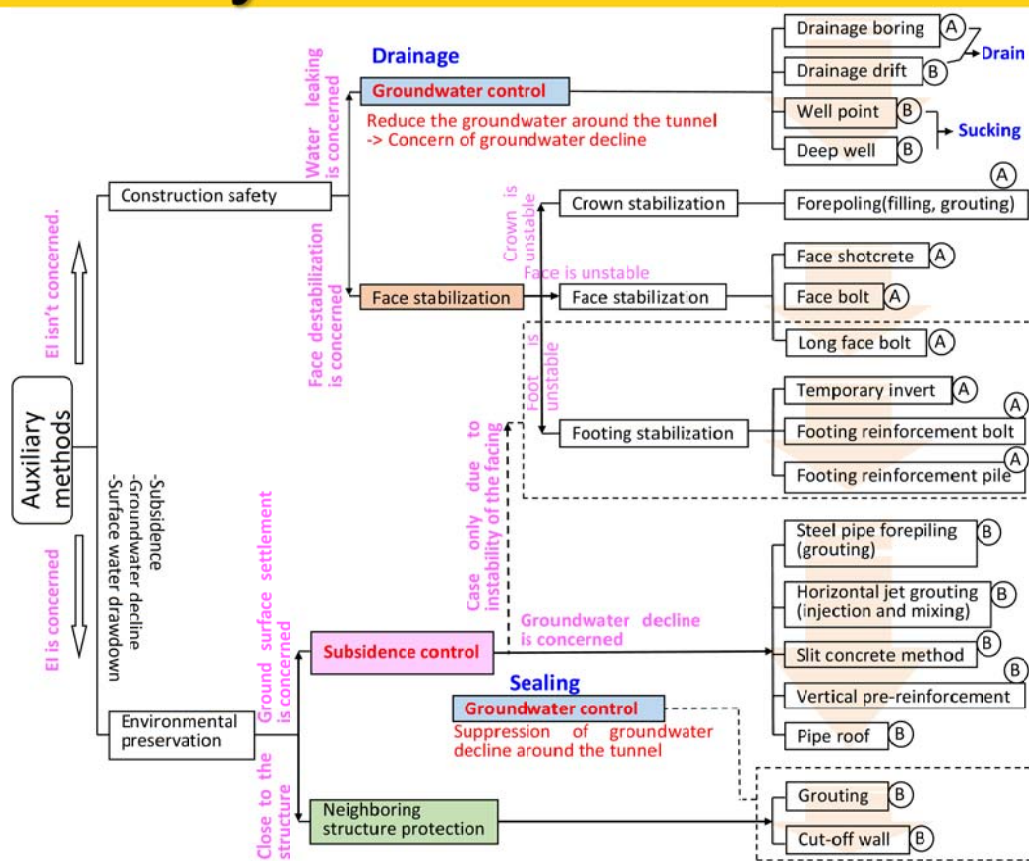 Drainage
Groundwater control
Reduce the groundwater around the tunnel
-> Concern of groundwater decline
Water leaking
is concerned
Construction safety
Face destabilization
is concerned
Face stabilization
Drainage boring
A
Drainage drift
B
Drain
Well point
B
Deep well
B
Sucking
Crown is
unstable
Crown stabilization
A
Forepoling(filling, grouting)
Face is unstable
Face stabilization
Face shotcrete
A
Face bolt
A
Long face bolt
A
Foot is
unstable
Footing stabilization
Temporary invert
A
Footing reinforcement bolt
A
Footing reinforcement pile
A
EI isn't concerned.
Auxiliary
methods
EI is concerned
-Subsidence
-Groundwater decline
-Surface water drawdown
Environmental
preservation
Ground surface settlement
is concerned
Close to the
structure
Case only due to
instability of the facing
Subsidence control
Groundwater decline
is concerned
Steel pipe forepiling
(grouting)
B
Horizontal jet grouting
(injection and mixing)
B
Slit concrete method
B
Vertical pre-reinforcement
B
Pipe roof
B
Sealing
Groundwater control
Suppression of groundwater
decline around the tunnel
Neighboring
structure protection
Grouting
B
Cut-off wall
B